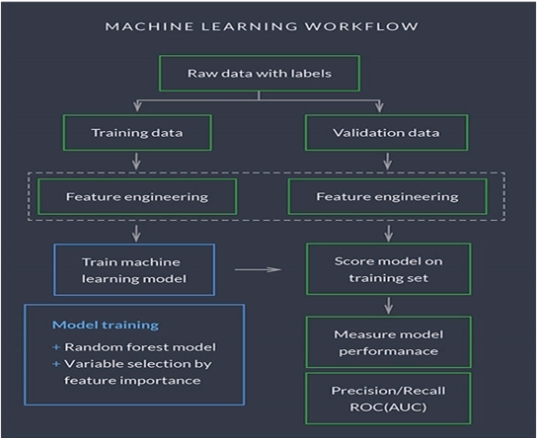 MACHINE LEARNING WORKFLOW
Raw data with labels
Training data
Validation data
Feature engineering
Feature engineering
Train machine
learning model
Score model on
training set
Model training
+ Random forest model
+ Variable selection by
feature importance
Measure model
performanace
Precision/Recall
ROC(AUC)